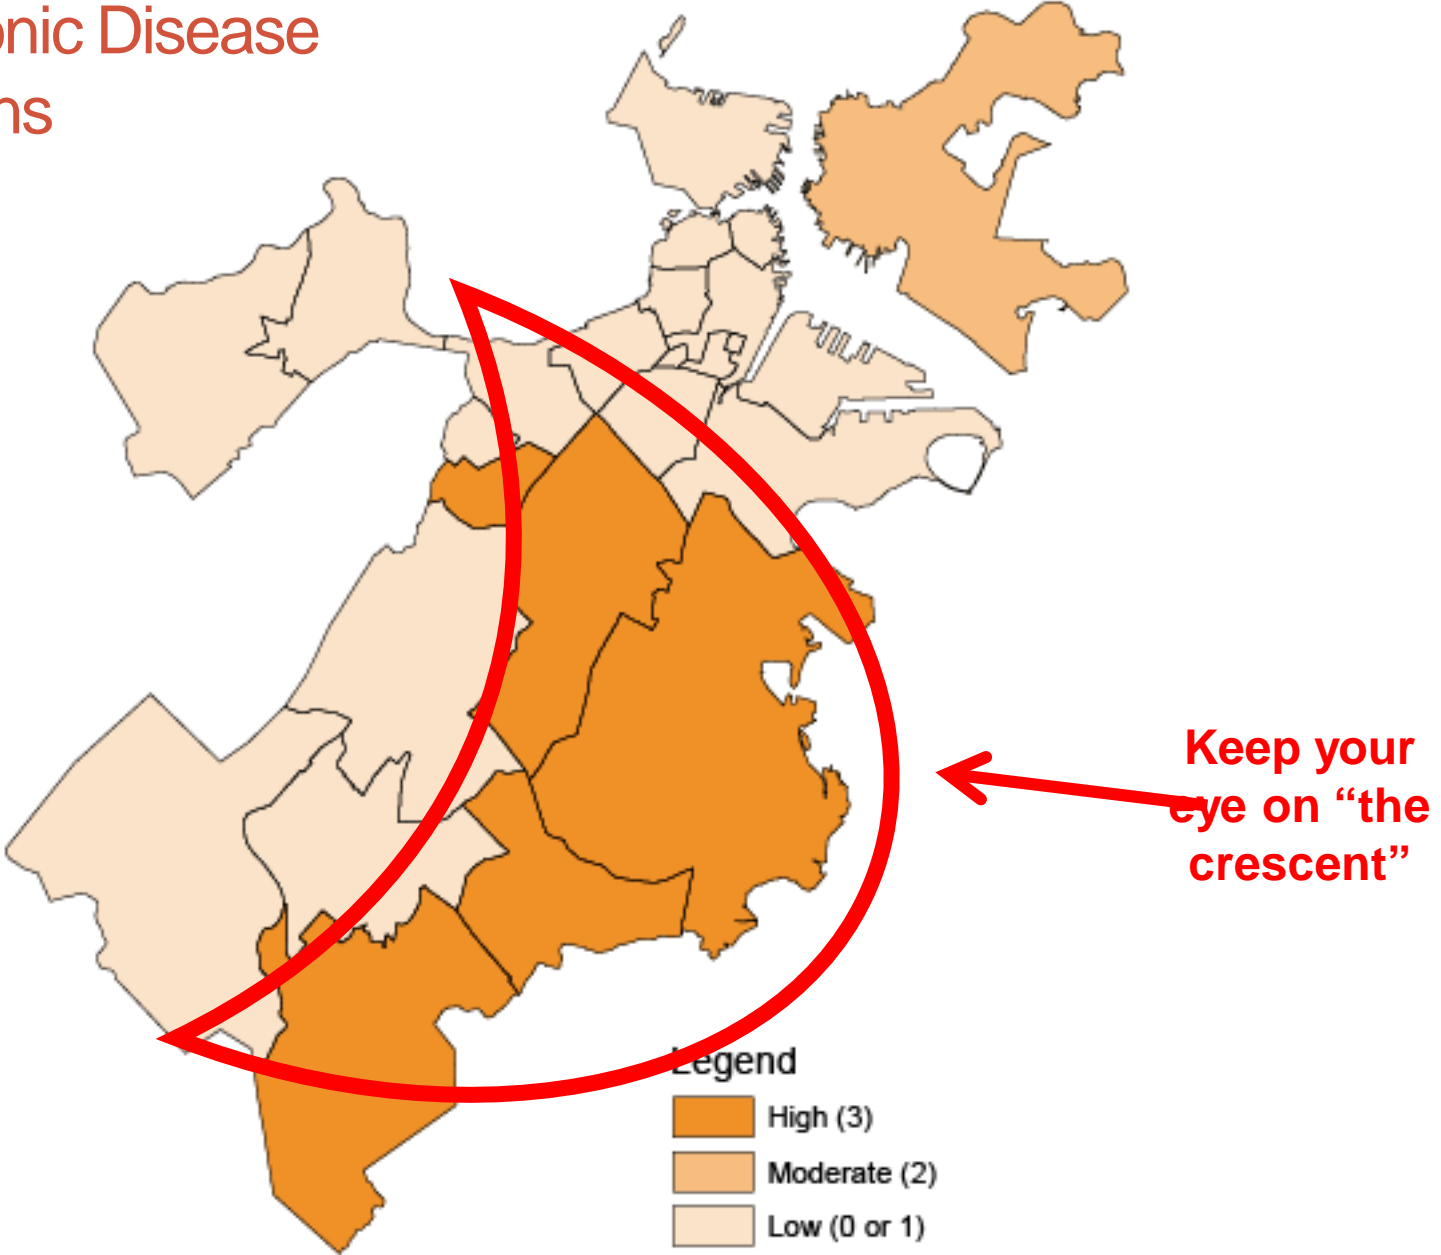 onic Disease
ns
Keep your
eye on “the
crescent”
Legend
High (3)
Moderate (2)
Low (0 or 1)